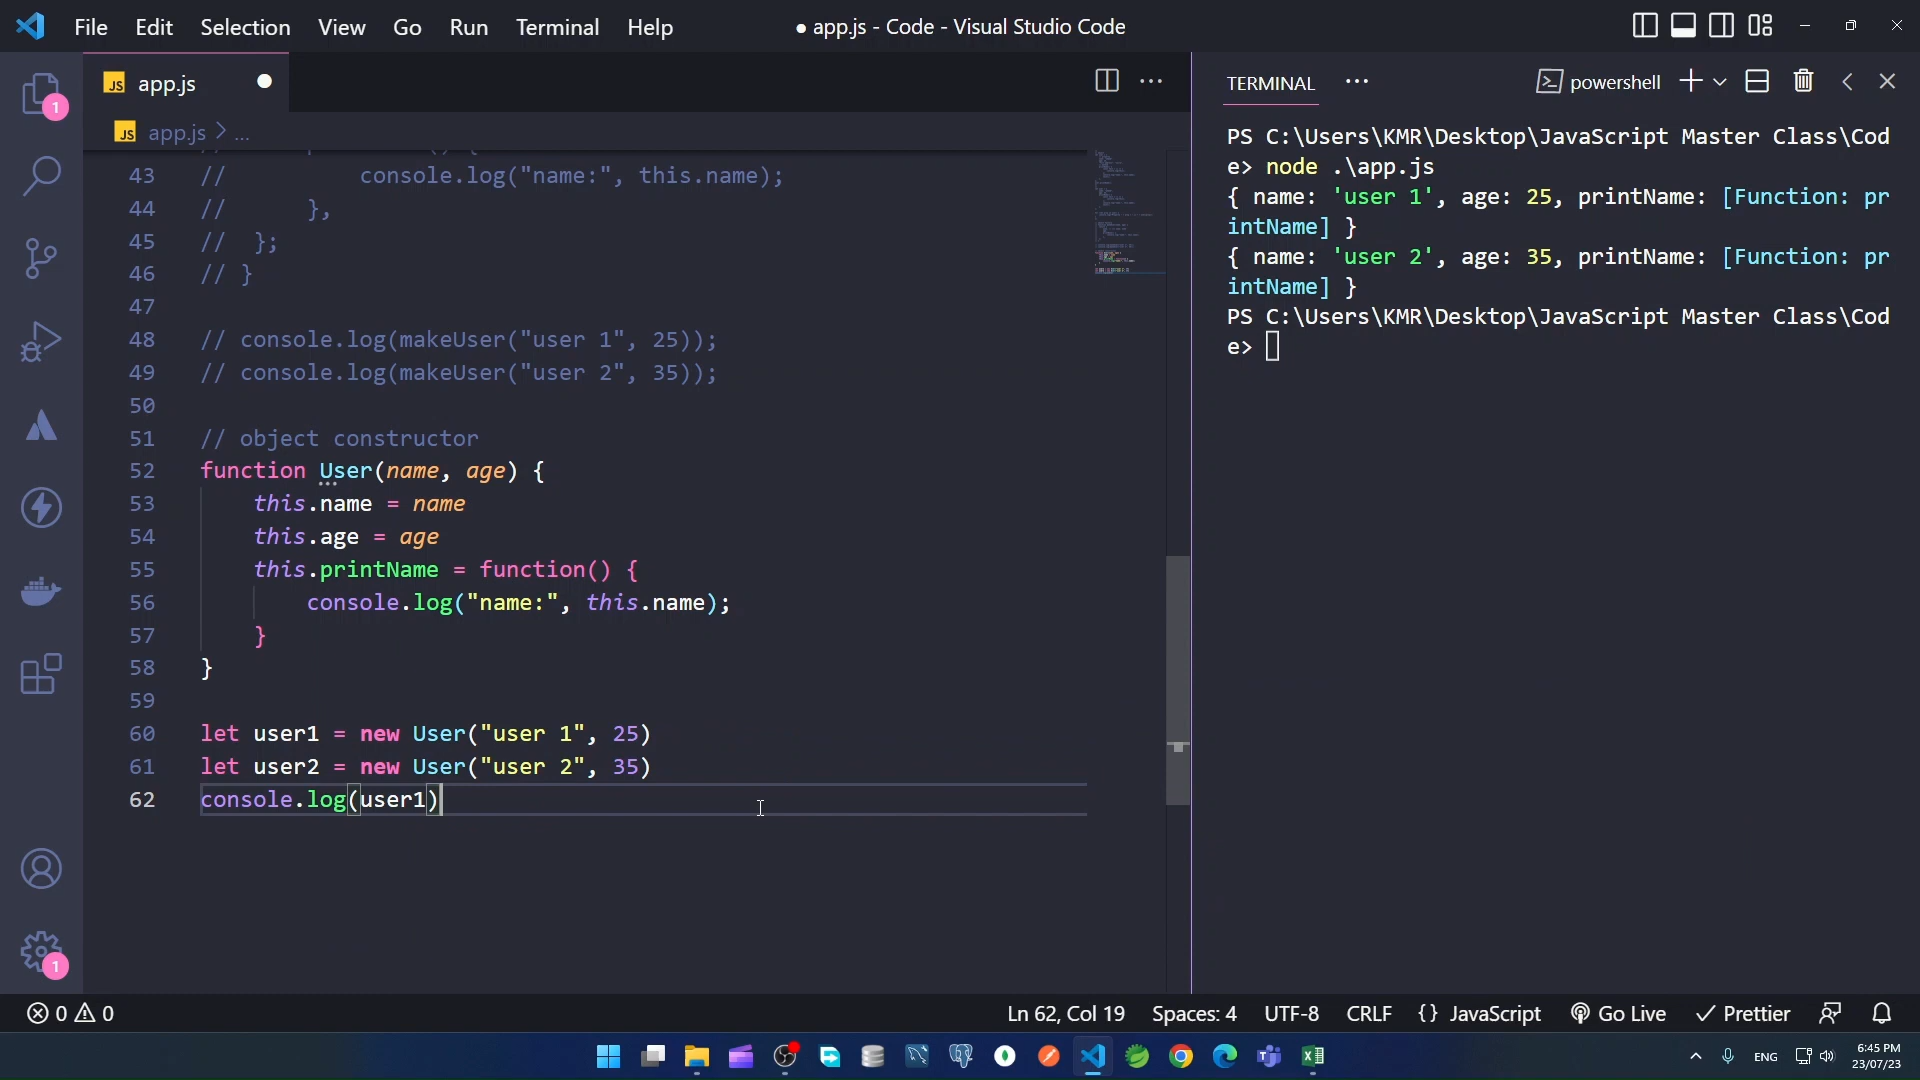 File Edit Selection View Go Run Terminal Help
● app.js - Code - Visual Studio Code
JS app.js
JS app.js > ...
TERMINAL ...
powershell
43 // console.log("name:", this.name);
44 // },
45 // };
46 // }
47
48 // console.log(makeUser("user 1", 25));
49 // console.log(makeUser("user 2", 35));
50
51 // object constructor
52 function User(name, age) {
53 this.name = name
54 this.age = age
55 this.printName = function() {
56 console.log("name:", this.name);
57 }
58 }
59
60 let user1 = new User("user 1", 25)
61 let user2 = new User("user 2", 35)
62 console.log(user1)
PS C:\Users\KMR\Desktop\JavaScript Master Class\Cod
e> node .\app.js
{ name: 'user 1', age: 25, printName: [Function: pr
intName] }
{ name: 'user 2', age: 35, printName: [Function: pr
intName] }
PS C:\Users\KMR\Desktop\JavaScript Master Class\Cod
e>
1
1
0 0
Ln 62, Col 19 Spaces: 4 UTF-8 CRLF {} JavaScript Go Live Prettier
ENG
6:45 PM
23/07/23